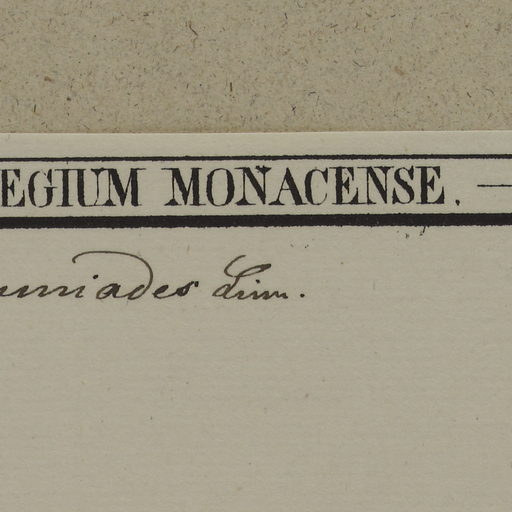 EGIUM MONACENSE. —
umiades Linn.